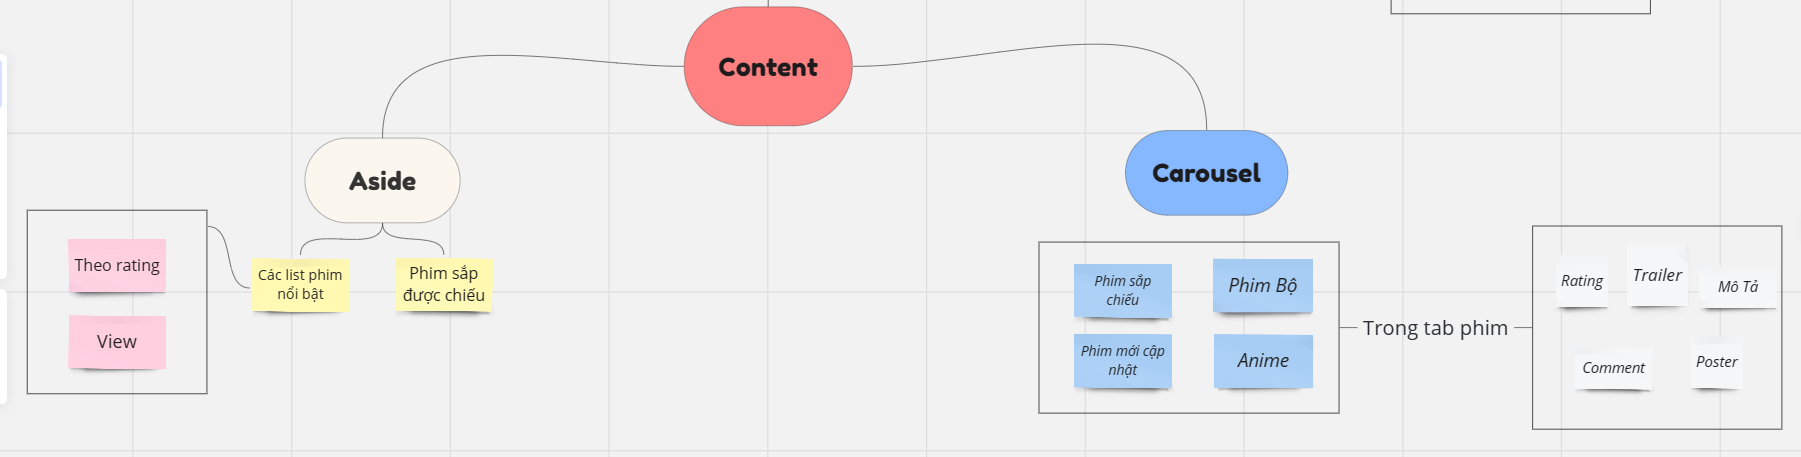 Content
Aside
Carousel
Theo rating
View
Các list phim
nổi bật
Phim sắp
được chiếu
Phim sắp
chiếu
Phim Bộ
Phim mới cập
nhật
Anime
Trong tab phim
Rating
Trailer
Mô Tả
Comment
Poster